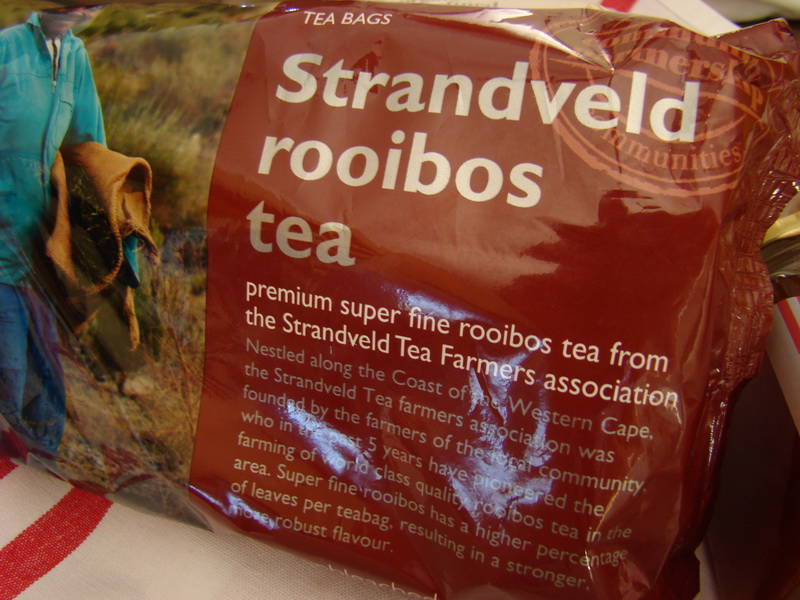 TEA BAGS
Strandveld
rooibos
tea
premium super fine rooibos tea from
the Strandveld Tea Farmers association
Nestled along the Coast of the Western Cape,
the Strandveld Tea farmers association was
founded by the farmers of the local community,
who in the past 5 years have pioneered the
farming of world class quality rooibos tea in the
area. Super fine rooibos has a higher percentage
of leaves per teabag, resulting in a stronger,
more robust flavour.